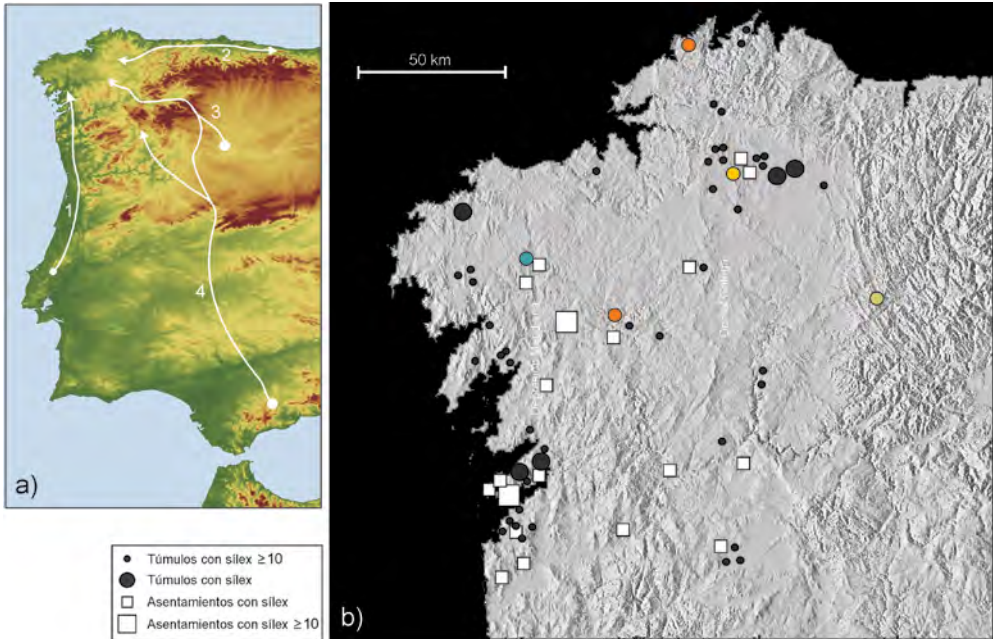 2
3
1
4
a)
50 km
b)
Túmulos con sílex ≥10
Túmulos con sílex
Asentamientos con sílex
Asentamientos con sílex ≥10